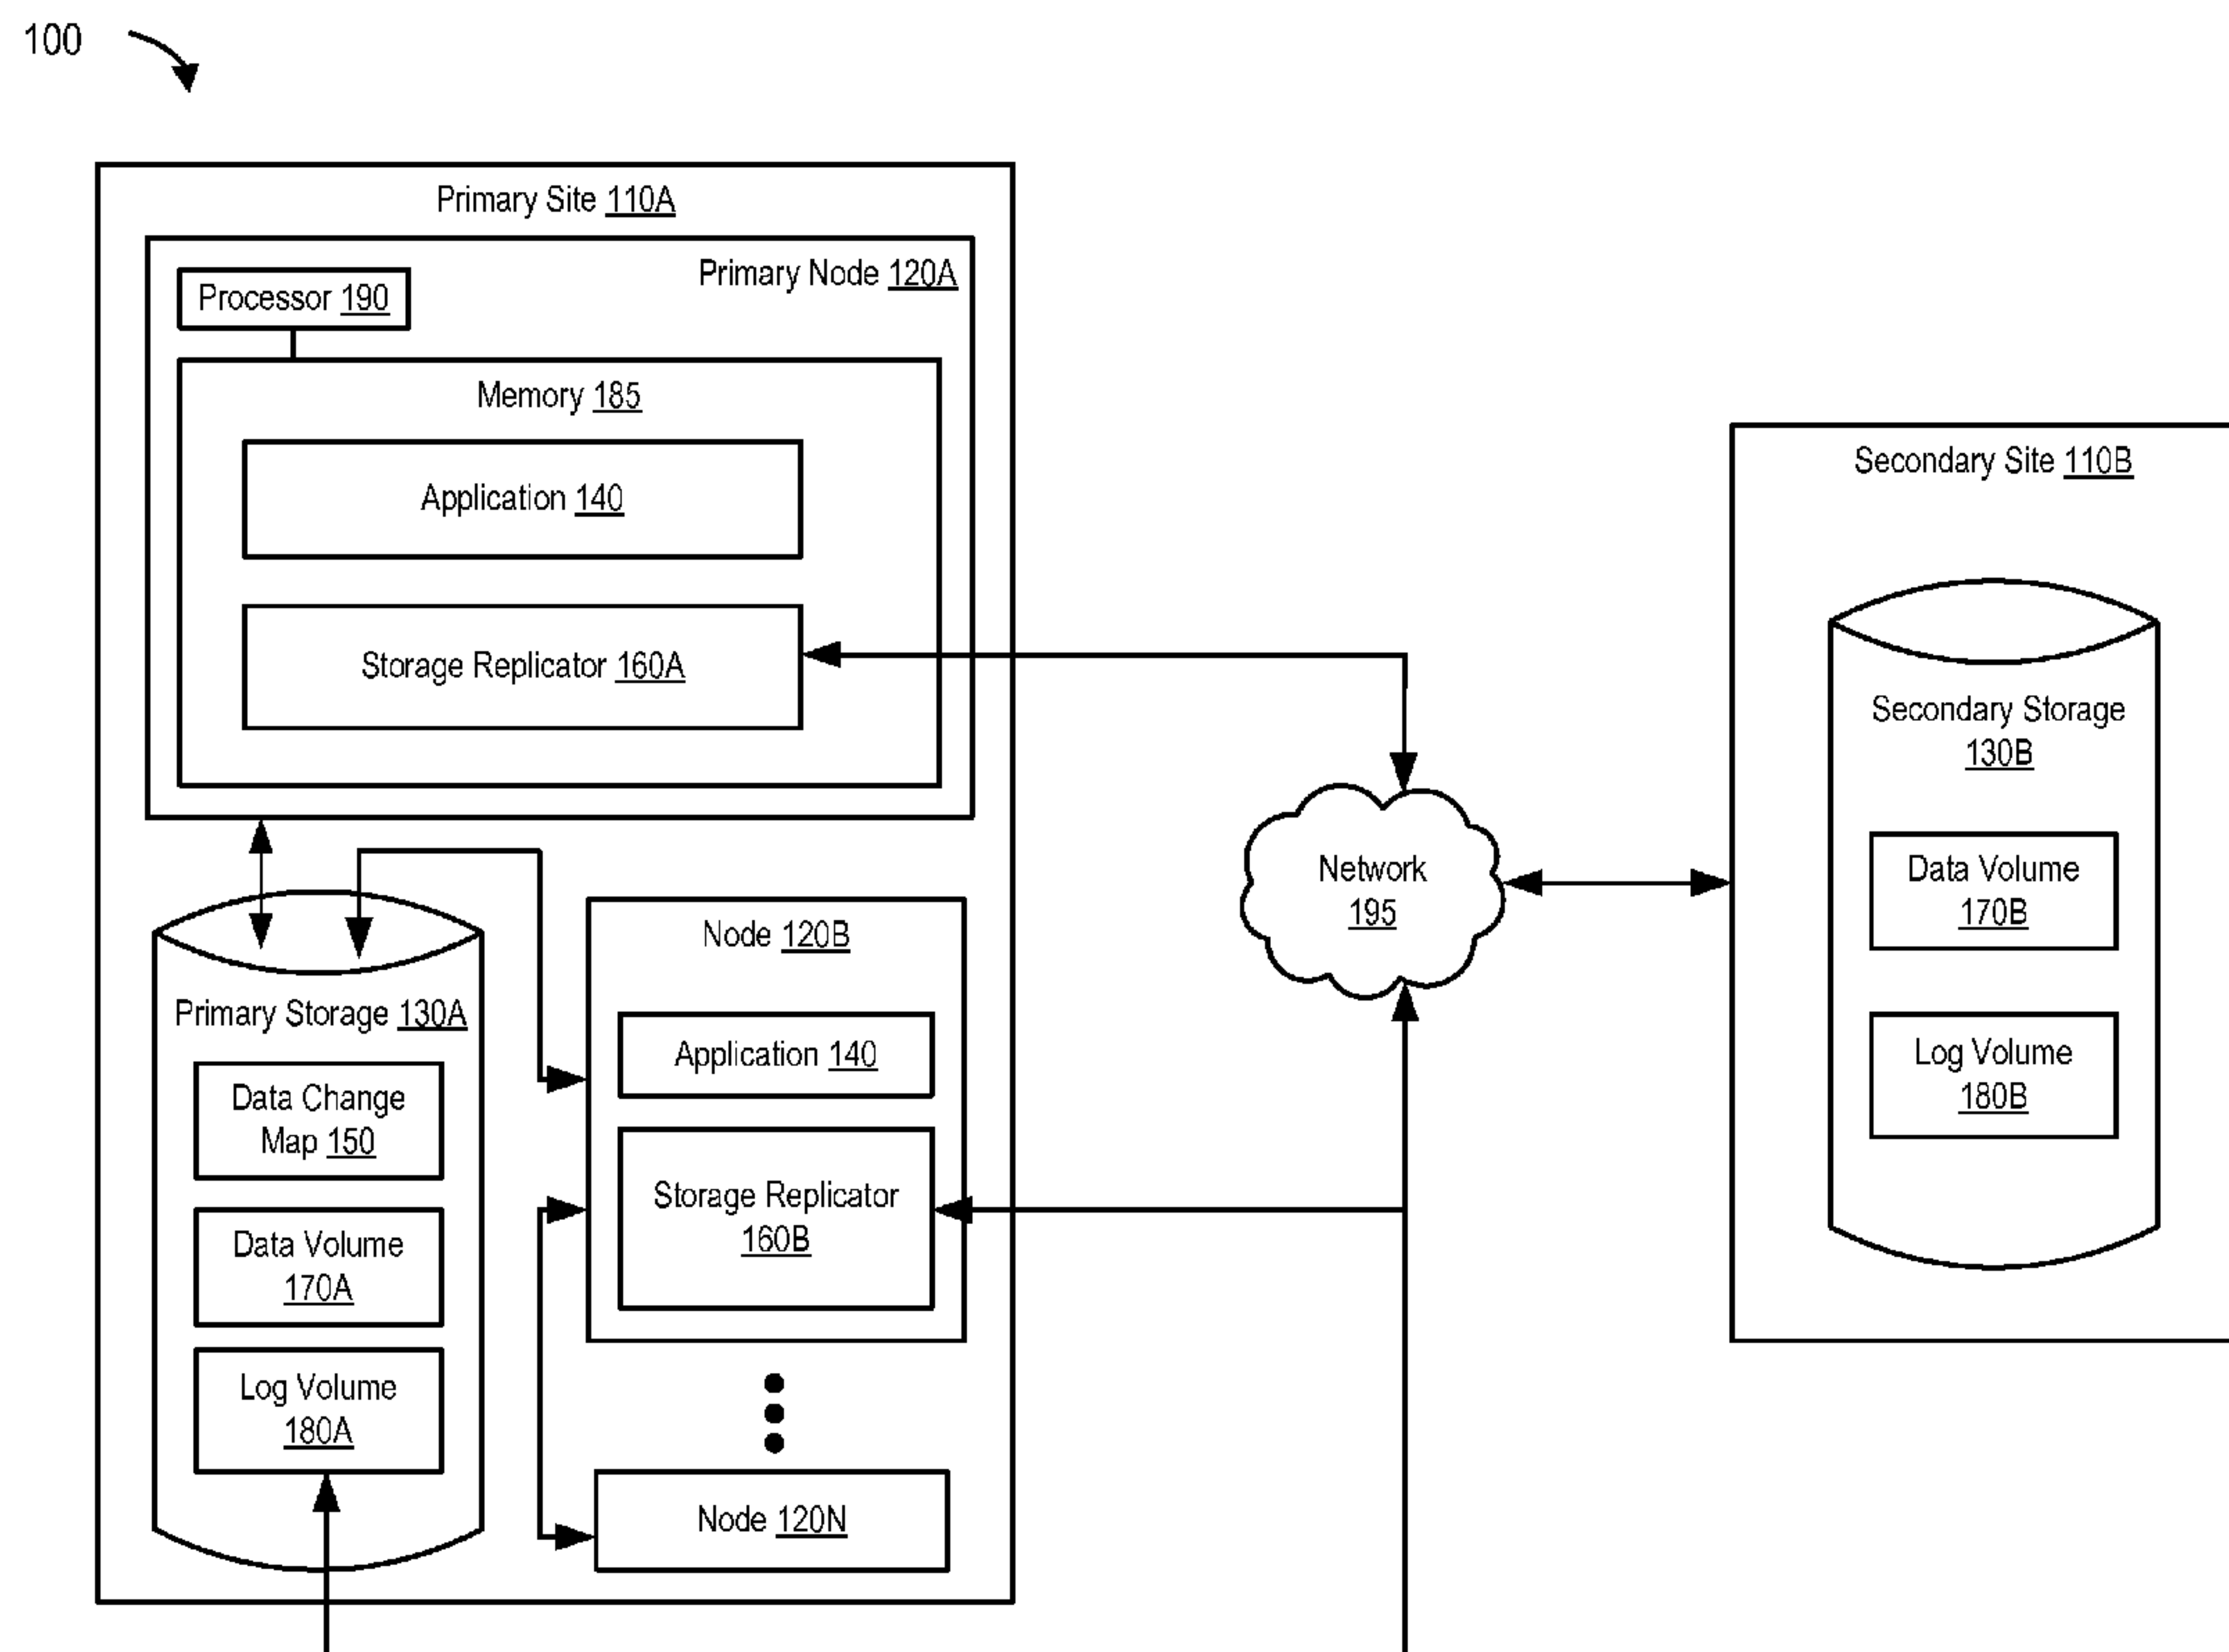 100
Primary Site 110A
Primary Node 120A
Processor 190
Memory 185
Application 140
Storage Replicator 160A
Primary Storage 130A
Data Change
Map 150
Data Volume
170A
Log Volume
180A
Node 120B
Application 140
Storage Replicator
160B
Node 120N
Network
195
Secondary Site 110B
Secondary Storage
130B
Data Volume
170B
Log Volume
180B